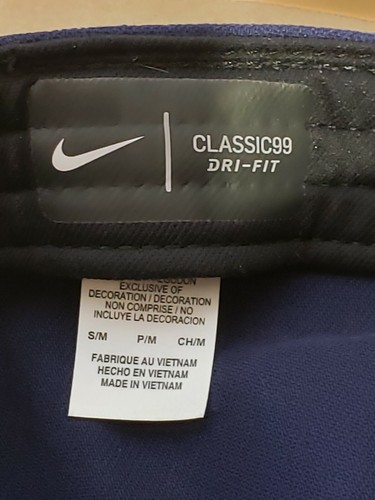 CLASSIC99
DRI-FIT
EXCLUSIVE OF
DECORATION / DECORATION
NON COMPRISE / NO
INCLUYE LA DECORACION
S/M P/M CH/M
FABRIQUE AU VIETNAM
HECHO EN VIETNAM
MADE IN VIETNAM